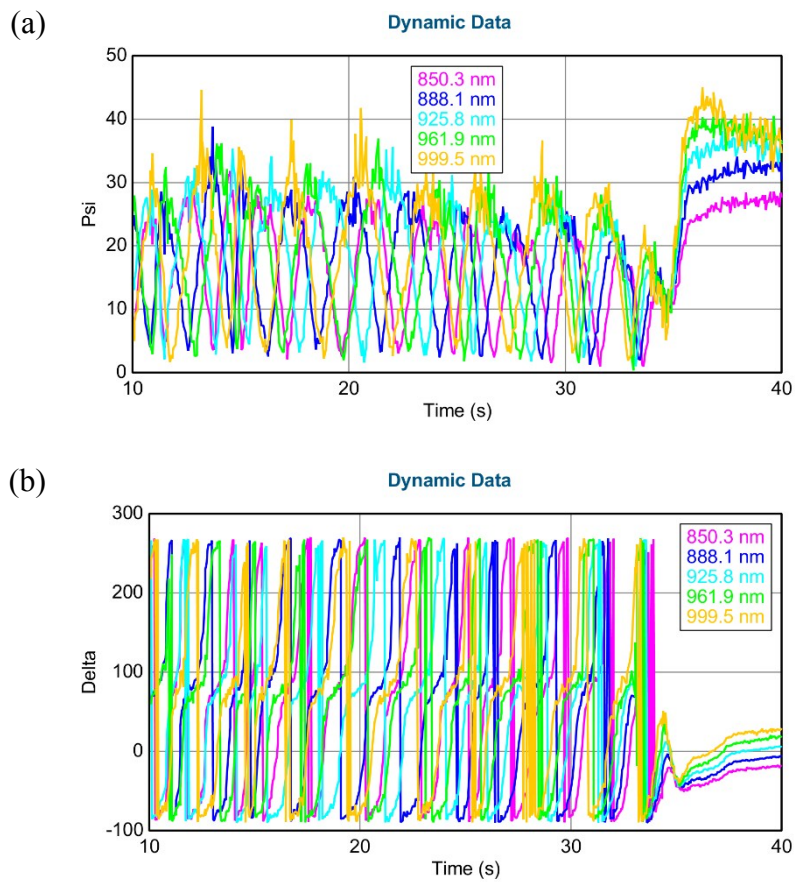 (a)
Dynamic Data
50
40
30
20
10
0
Psi
850.3 nm
888.1 nm
925.8 nm
961.9 nm
999.5 nm
10 20 30 40
Time (s)
(b)
Dynamic Data
300
200
100
0
-100
Delta
850.3 nm
888.1 nm
925.8 nm
961.9 nm
999.5 nm
10 20 30 40
Time (s)